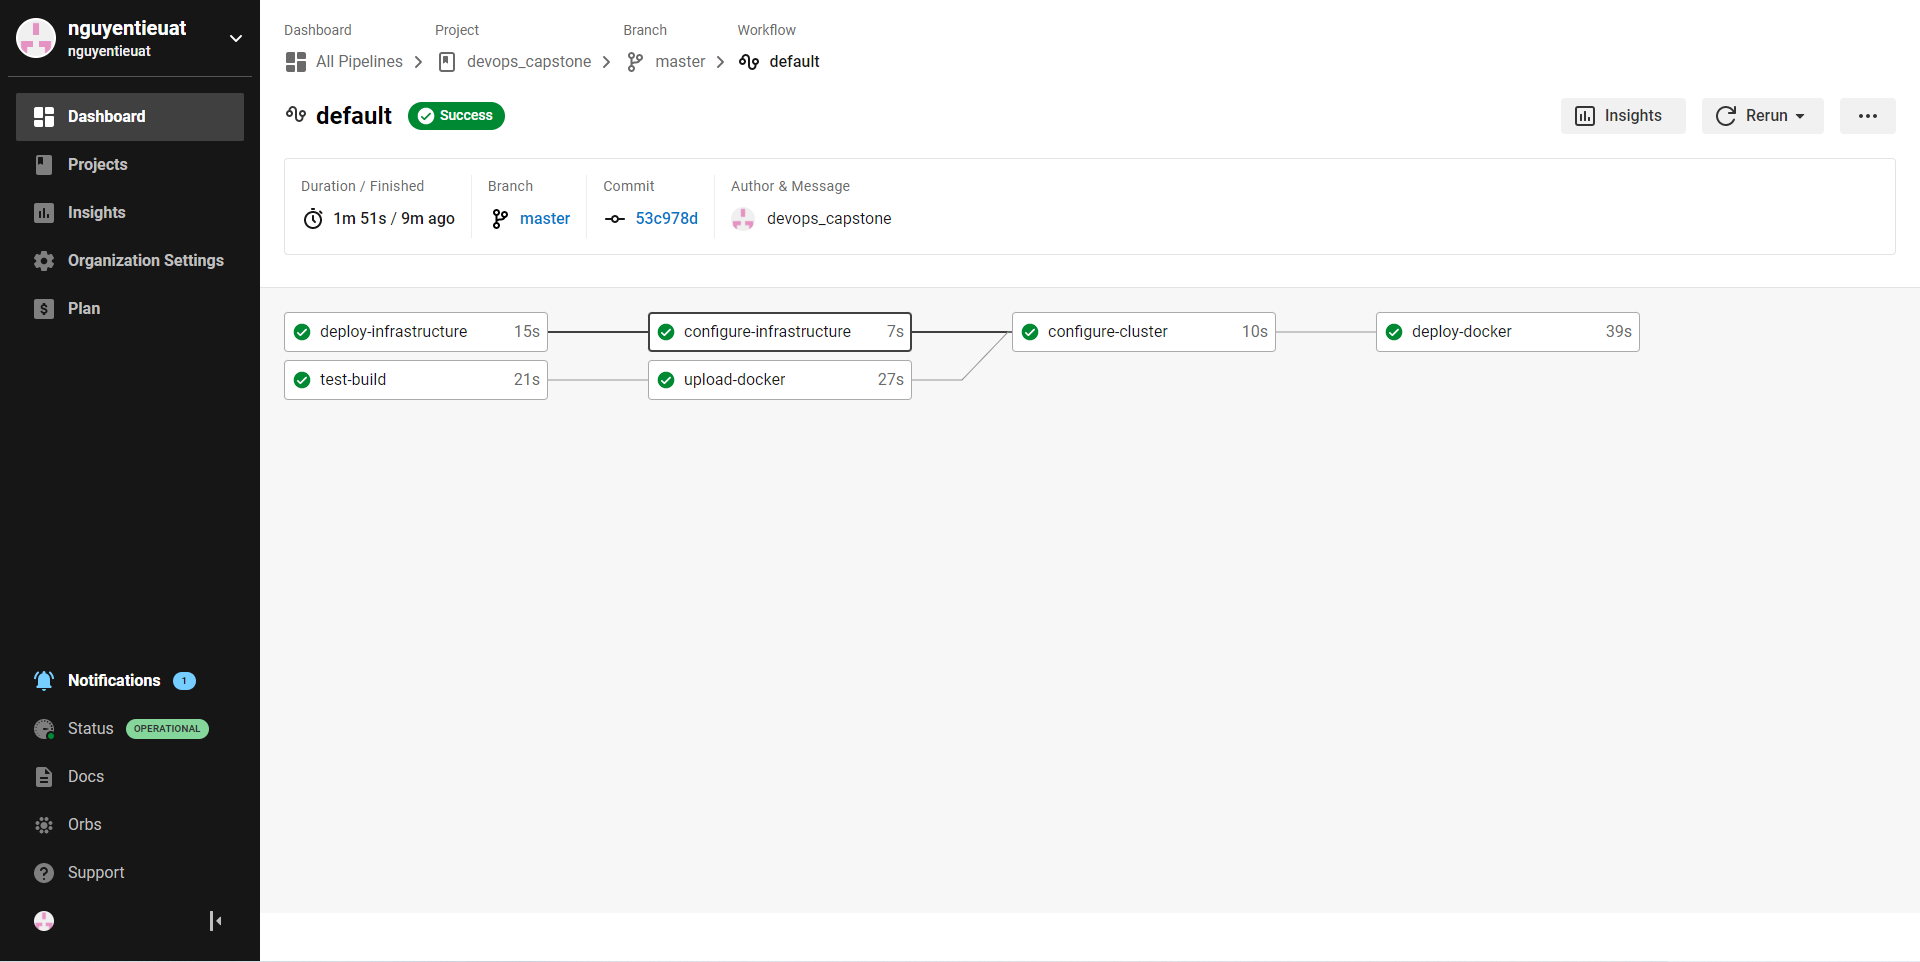 nguyentieuat
nguyentieuat
Dashboard
Projects
Insights
Organization Settings
Plan
Notifications 1
Status OPERATIONAL
Docs
Orbs
Support
Dashboard Project Branch Workflow
All Pipelines devops_capstone master default
default Success Insights Rerun
Duration / Finished Branch Commit Author & Message
1m 51s / 9m ago master 53c978d devops_capstone
deploy-infrastructure 15s configure-infrastructure 7s configure-cluster 10s deploy-docker 39s
test-build 21s upload-docker 27s